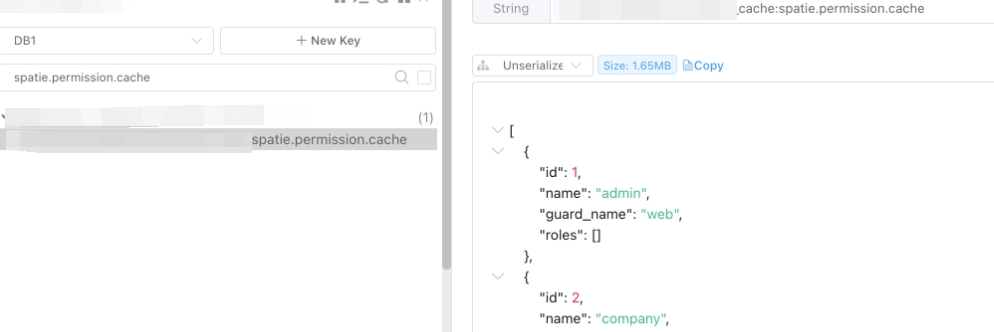 DB1
+ New Key
spatie.permission.cache
(1)
spatie.permission.cache
String
_cache:spatie.permission.cache
Unserialize
Size: 1.65MB
Copy
[
{
"id": 1,
"name": "admin",
"guard_name": "web",
"roles": []
},
{
"id": 2,
"name": "company",